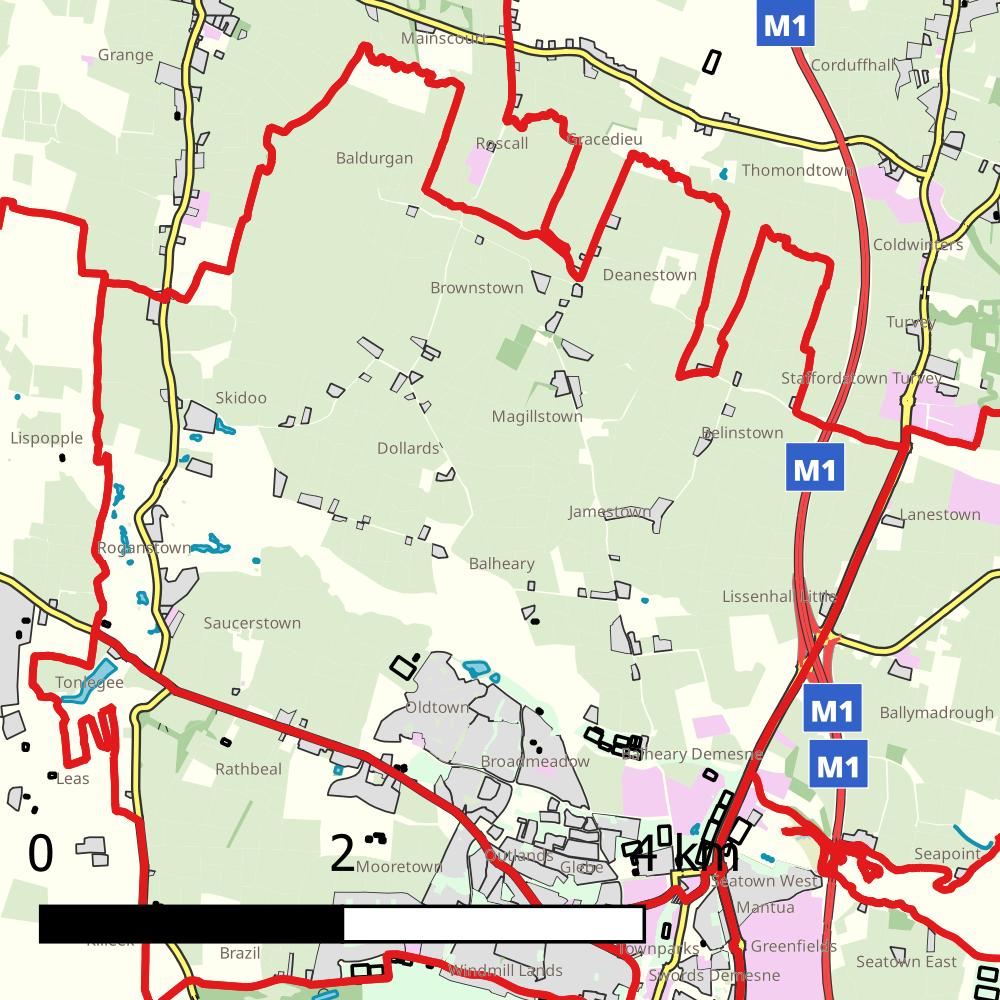 M1
Mainscourt
Grange
Corduffhall
Roscall
Gracedieu
Baldurgan
Thomondtown
Coldwinters
Deanestown
Brownstown
Turvey
Staffordstown Turvey
Skidoo
Magillstown
Belinstown
Lispopple
Dollards
M1
Jamestown
Lanestown
Roganstown
Balheary
Lissenhall Little
Saucerstown
Tonlegee
Oldtown
M1
Ballymadrough
Balheary Demesne
Broadmeadow
Rathbeal
M1
Leas
0 2 4 km
Outlands
Glebe
Mooretown
Seapoint
Seatown West
Mantua
Killeek
Brazil
Townparks
Greenfields
Seatown East
Windmill Lands
Swords Demesne